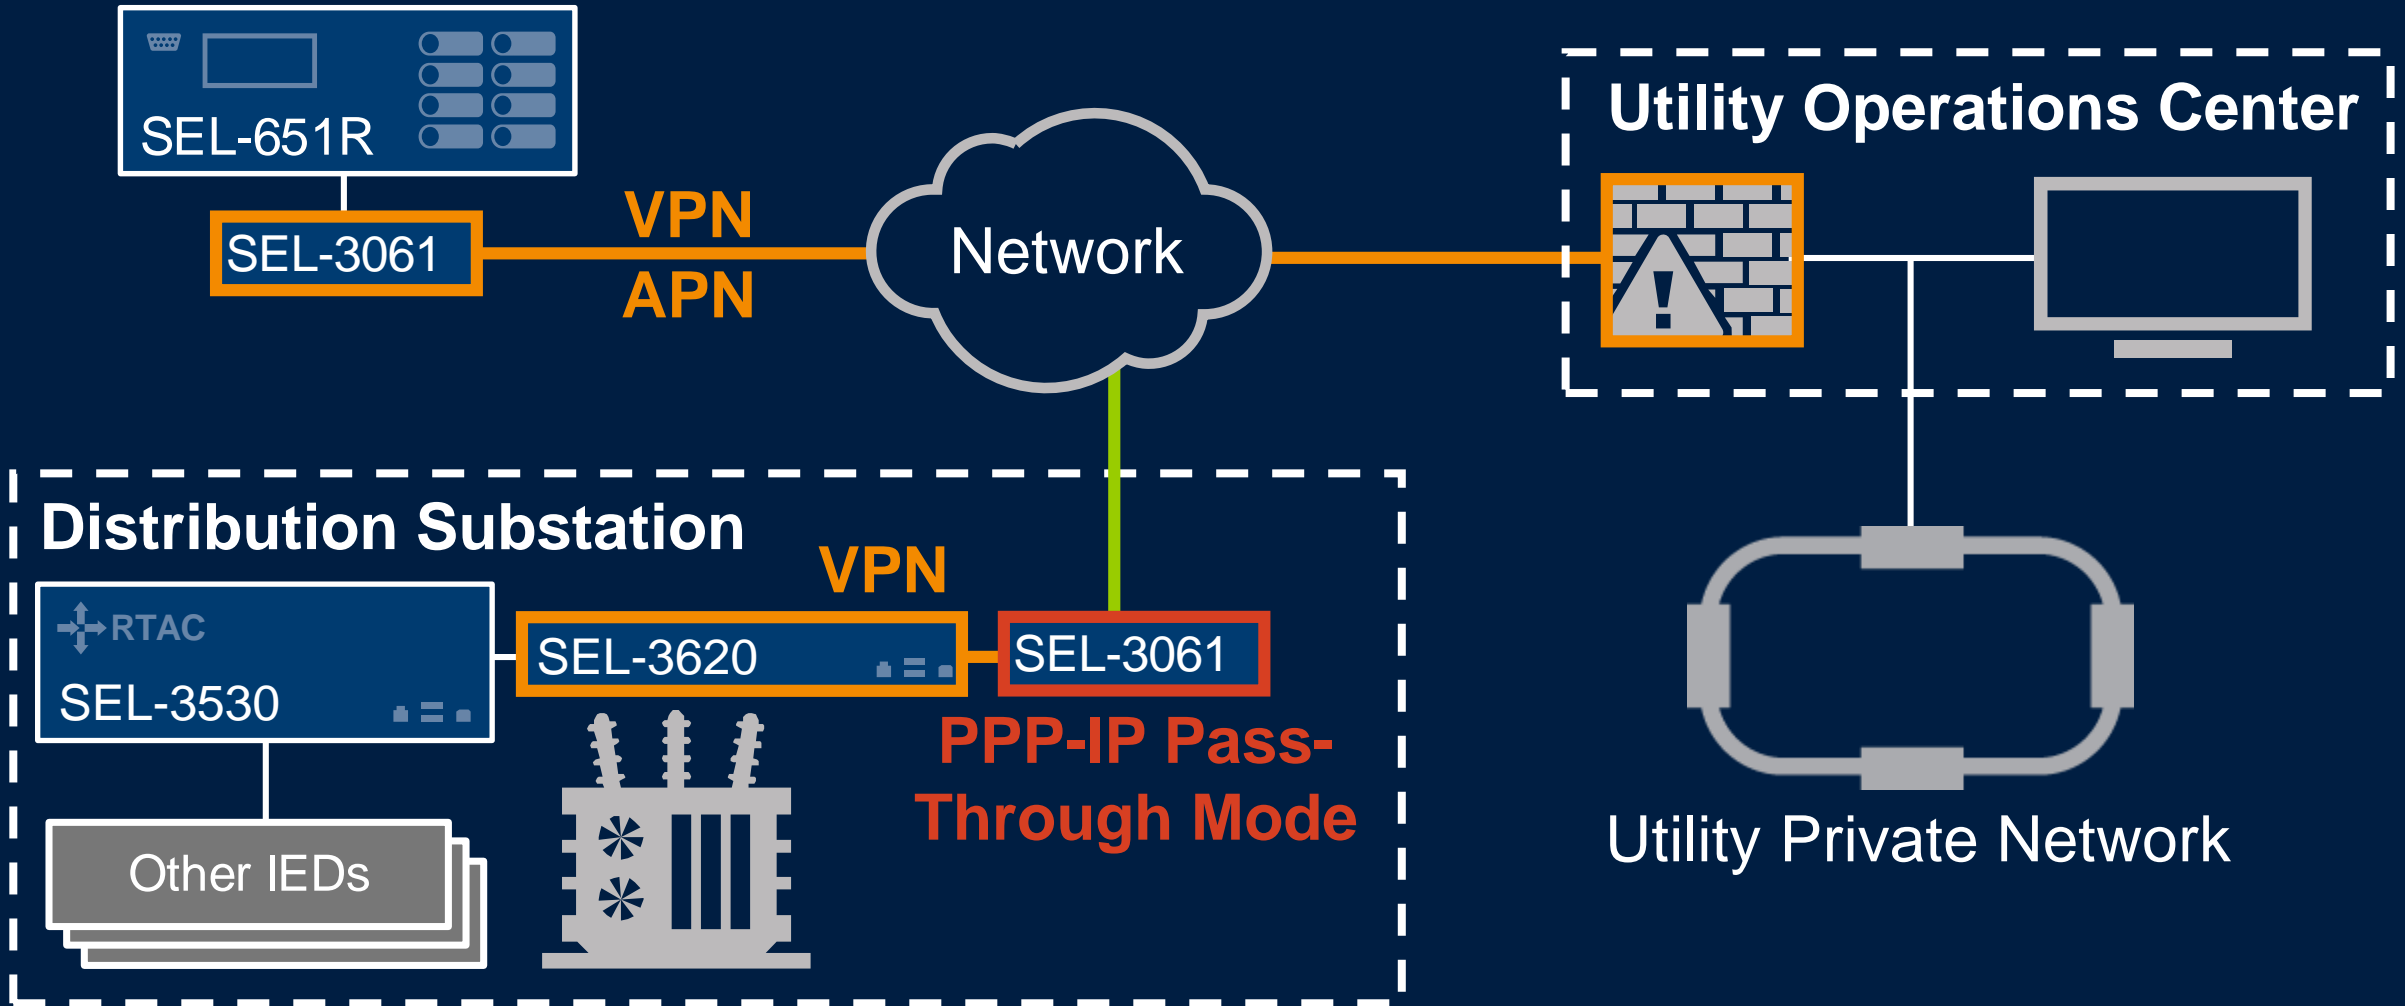 SEL-651R
SEL-3061
VPN
APN
Network
Utility Operations Center
Distribution Substation
VPN
RTAC
SEL-3530
SEL-3620
SEL-3061
PPP-IP Pass-
Through Mode
Other IEDs
Utility Private Network